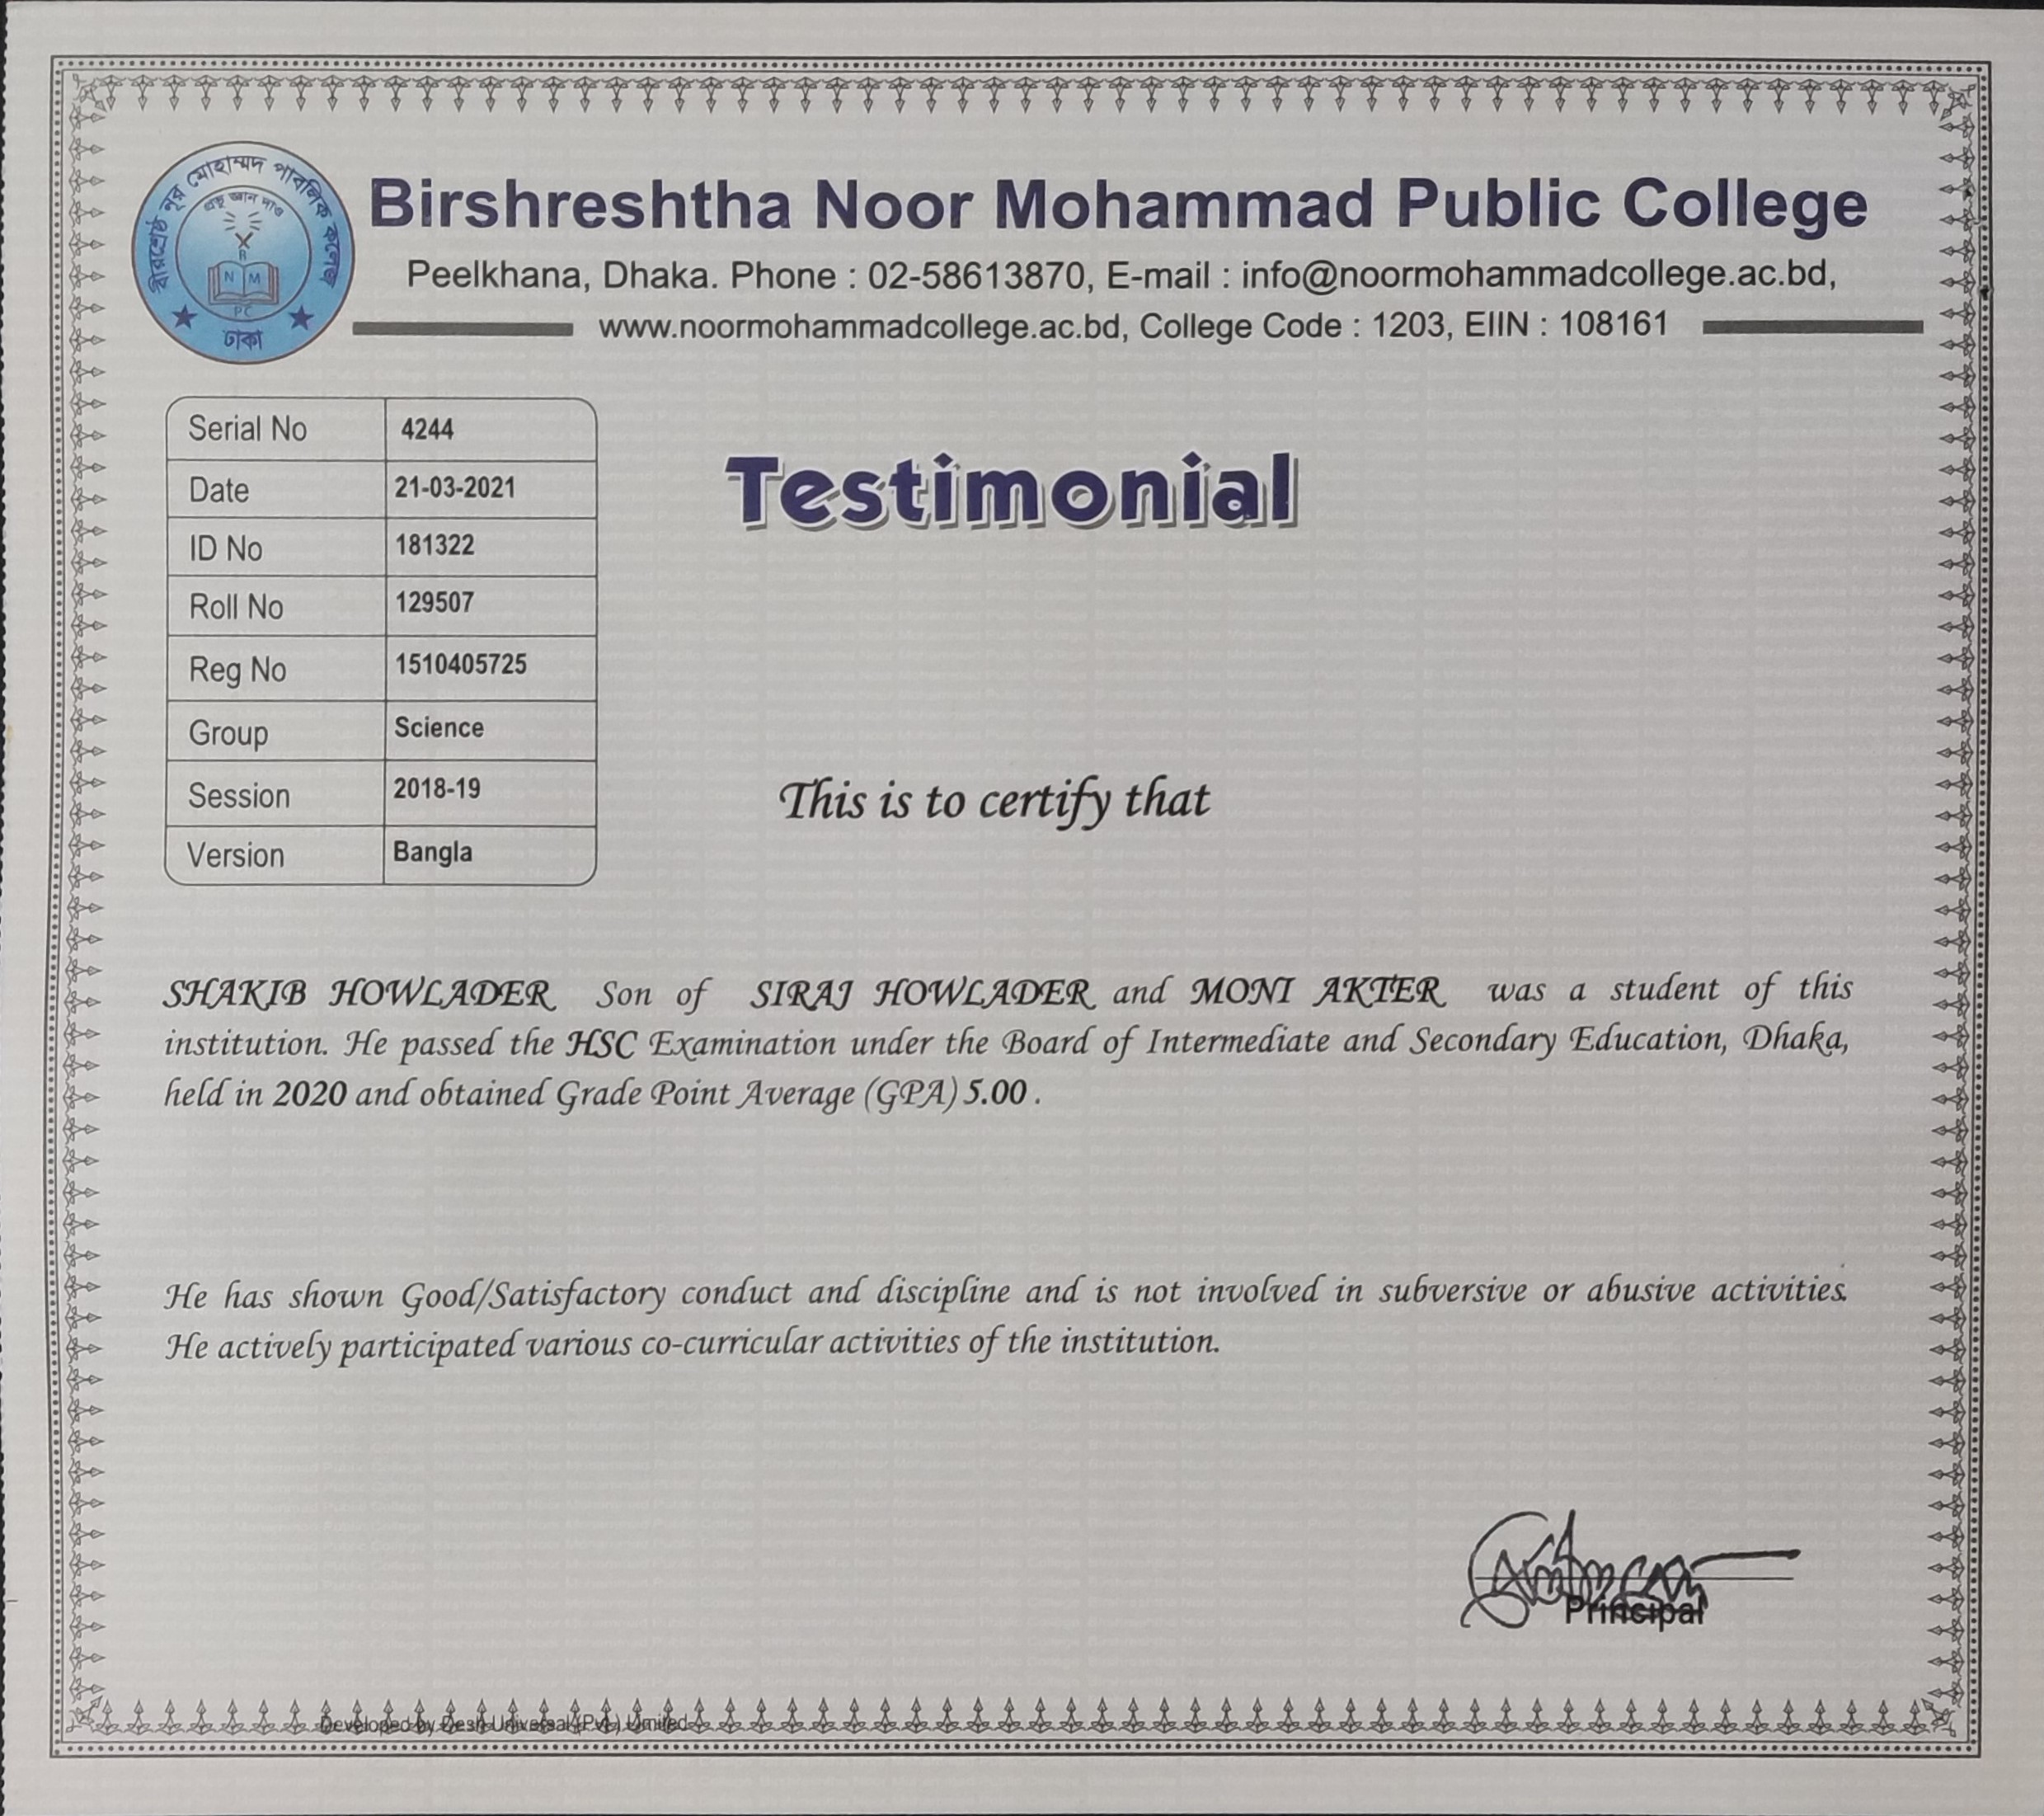 বীরশ্রেষ্ঠ নূর মোহাম্মদ পাবলিক কলেজ
প্রভু জ্ঞান দাও
B
N M
PC
ঢাকা
Birshreshtha Noor Mohammad Public College
Peelkhana, Dhaka. Phone : 02-58613870, E-mail : info@noormohammadcollege.ac.bd,
www.noormohammadcollege.ac.bd, College Code : 1203, EIIN : 108161
Serial No 4244
Date 21-03-2021
ID No 181322
Roll No 129507
Reg No 1510405725
Group Science
Session 2018-19
Version Bangla
Testimonial
This is to certify that
SHAKIB HOWLADER Son of SIRAJ HOWLADER and MONI AKTER was a student of this
institution. He passed the HSC Examination under the Board of Intermediate and Secondary Education, Dhaka,
held in 2020 and obtained Grade Point Average (GPA) 5.00 .
He has shown Good/Satisfactory conduct and discipline and is not involved in subversive or abusive activities.
He actively participated various co-curricular activities of the institution.
Principal
Developed by Desh Universal (Pvt.) Limited